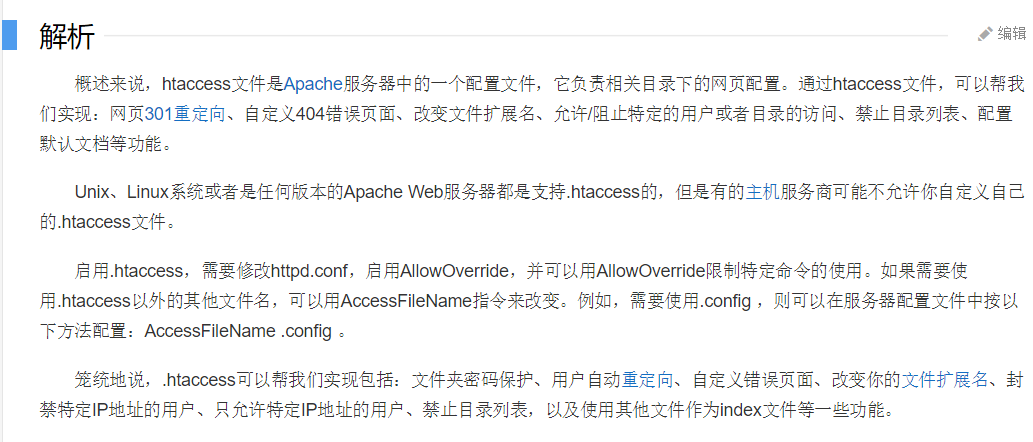 解析
编辑
概述来说，htaccess文件是Apache服务器中的一个配置文件，它负责相关目录下的网页配置。通过htaccess文件，可以帮我
们实现：网页301重定向、自定义404错误页面、改变文件扩展名、允许/阻止特定的用户或者目录的访问、禁止目录列表、配置
默认文档等功能。
Unix、Linux系统或者是任何版本的Apache Web服务器都是支持.htaccess的，但是有的主机服务商可能不允许你自定义自己
的.htaccess文件。
启用.htaccess，需要修改httpd.conf，启用AllowOverride，并可以用AllowOverride限制特定命令的使用。如果需要使
用.htaccess以外的其他文件名，可以用AccessFileName指令来改变。例如，需要使用.config ，则可以在服务器配置文件中按以
下方法配置：AccessFileName .config 。
笼统地说，.htaccess可以帮我们实现包括：文件夹密码保护、用户自动重定向、自定义错误页面、改变你的文件扩展名、封
禁特定IP地址的用户、只允许特定IP地址的用户、禁止目录列表，以及使用其他文件作为index文件等一些功能。